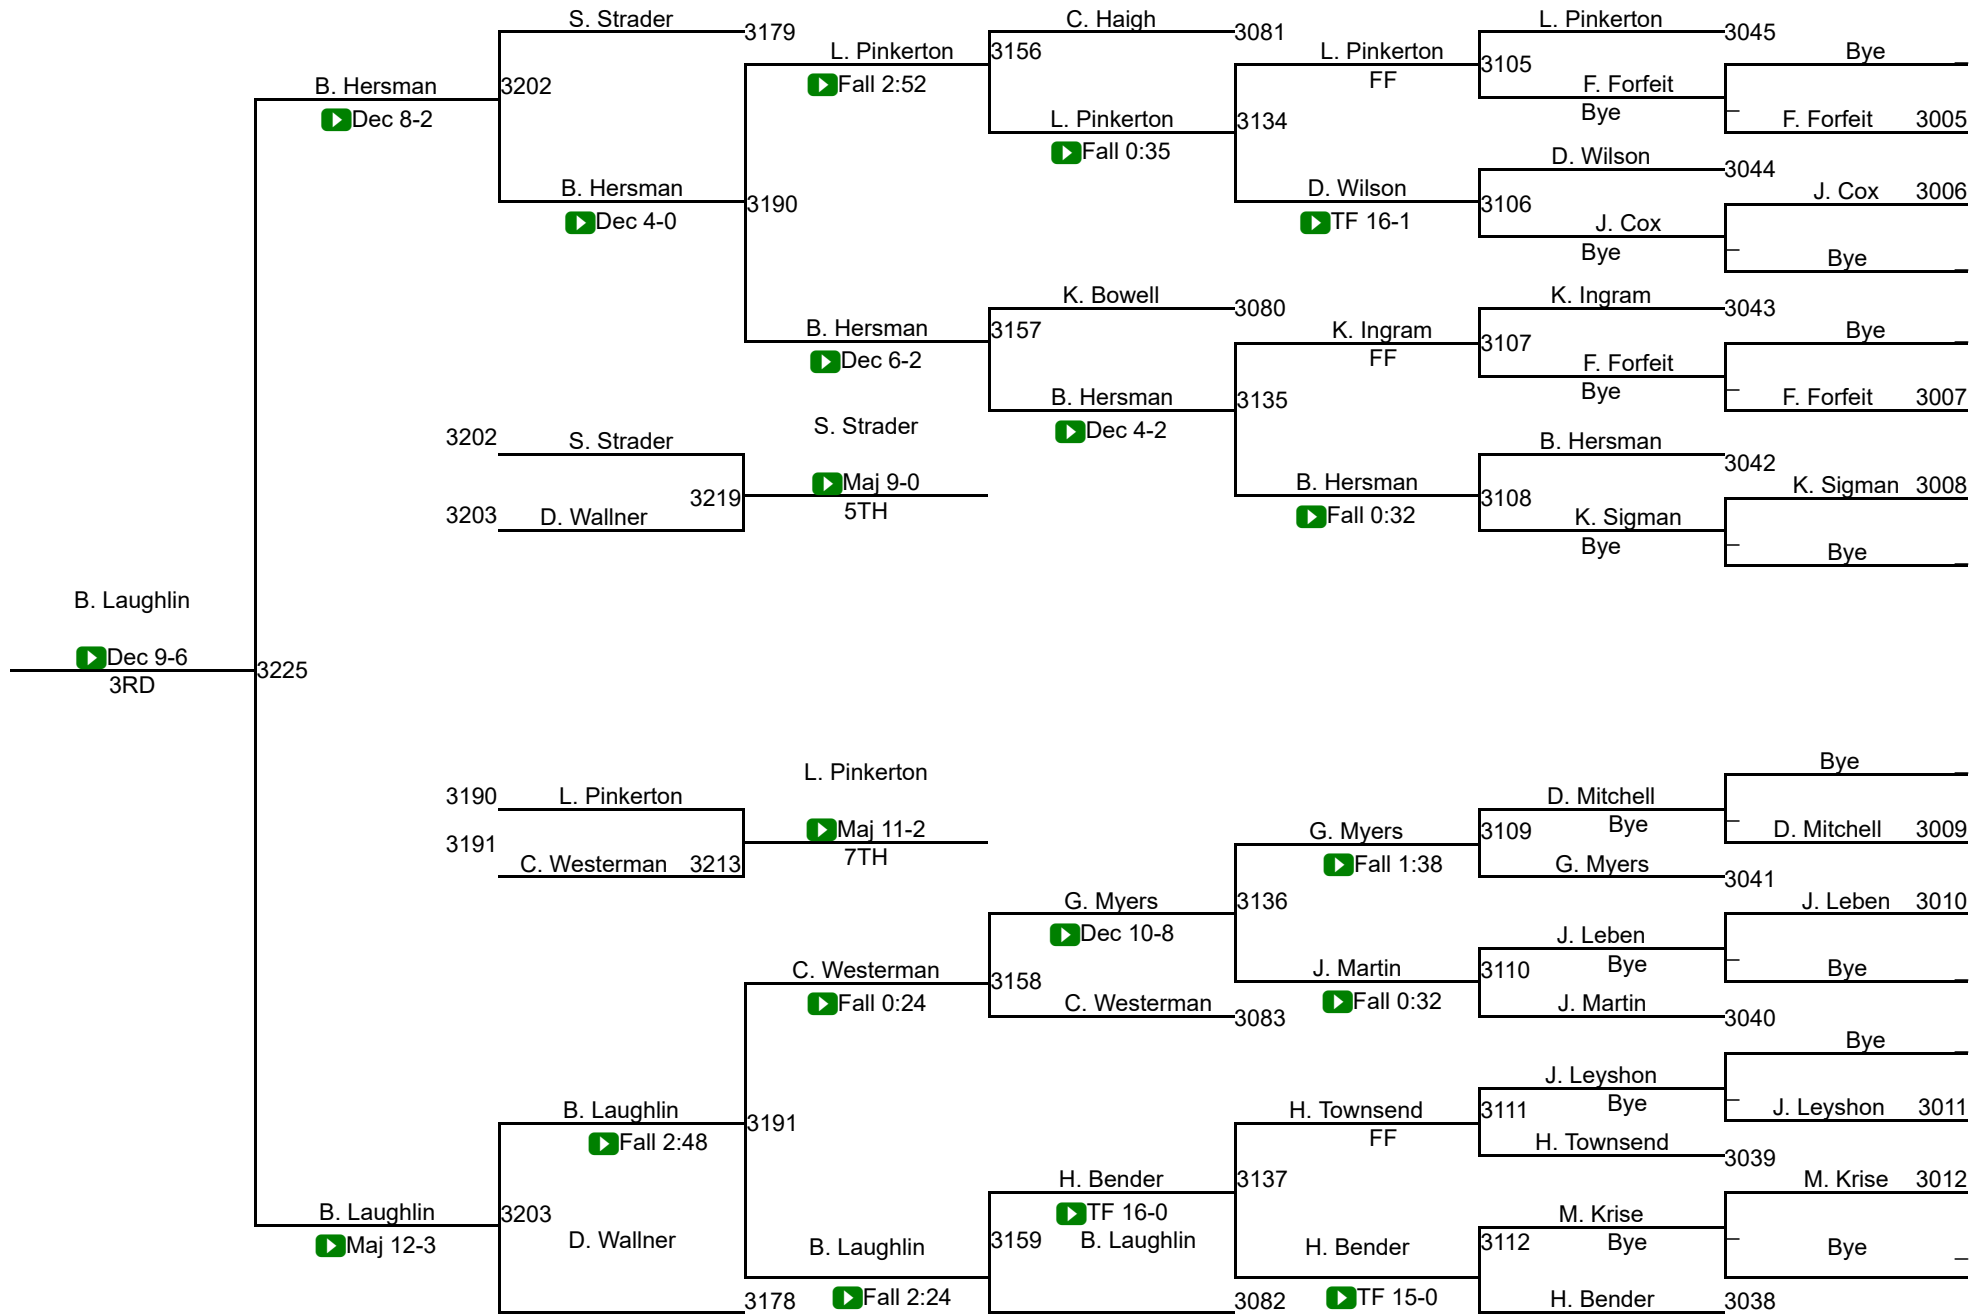 S. Strader
C. Haigh
L. Pinkerton
3179
3081
3045
L. Pinkerton
3156
L. Pinkerton
Bye
3105
B. Hersman
3202
Fall 2:52
FF
F. Forfeit
Dec 8-2
L. Pinkerton
3134
Bye
F. Forfeit 3005
Fall 0:35
D. Wilson
3044
B. Hersman
3190
D. Wilson
3106
J. Cox 3006
Dec 4-0
TF 16-1
J. Cox
Bye
Bye
K. Bowell
3080
K. Ingram
3043
B. Hersman
3157
K. Ingram
3107
Bye
Dec 6-2
FF
F. Forfeit
B. Hersman
3135
Bye
F. Forfeit 3007
3202
S. Strader
S. Strader
Dec 4-2
B. Hersman
3042
Maj 9-0
B. Hersman
3108
K. Sigman 3008
3203
D. Wallner
3219
5TH
Fall 0:32
K. Sigman
Bye
Bye
B. Laughlin
Dec 9-6
3225
3RD
L. Pinkerton
Bye
3190
L. Pinkerton
D. Mitchell
3191
Maj 11-2
G. Myers
3109
Bye
D. Mitchell 3009
C. Westerman
3213
7TH
Fall 1:38
G. Myers
3041
G. Myers
3136
J. Leben 3010
Dec 10-8
J. Leben
C. Westerman
3158
J. Martin
3110
Bye
Bye
Fall 0:24
C. Westerman
3083
Fall 0:32
J. Martin
3040
Bye
J. Leyshon
B. Laughlin
3191
H. Townsend
3111
Bye
J. Leyshon 3011
Fall 2:48
FF
H. Townsend
3039
H. Bender
3137
M. Krise 3012
B. Laughlin
3203
TF 16-0
M. Krise
Maj 12-3
D. Wallner
B. Laughlin
3159
B. Laughlin
H. Bender
3112
Bye
Bye
3178
Fall 2:24
3082
TF 15-0
H. Bender
3038